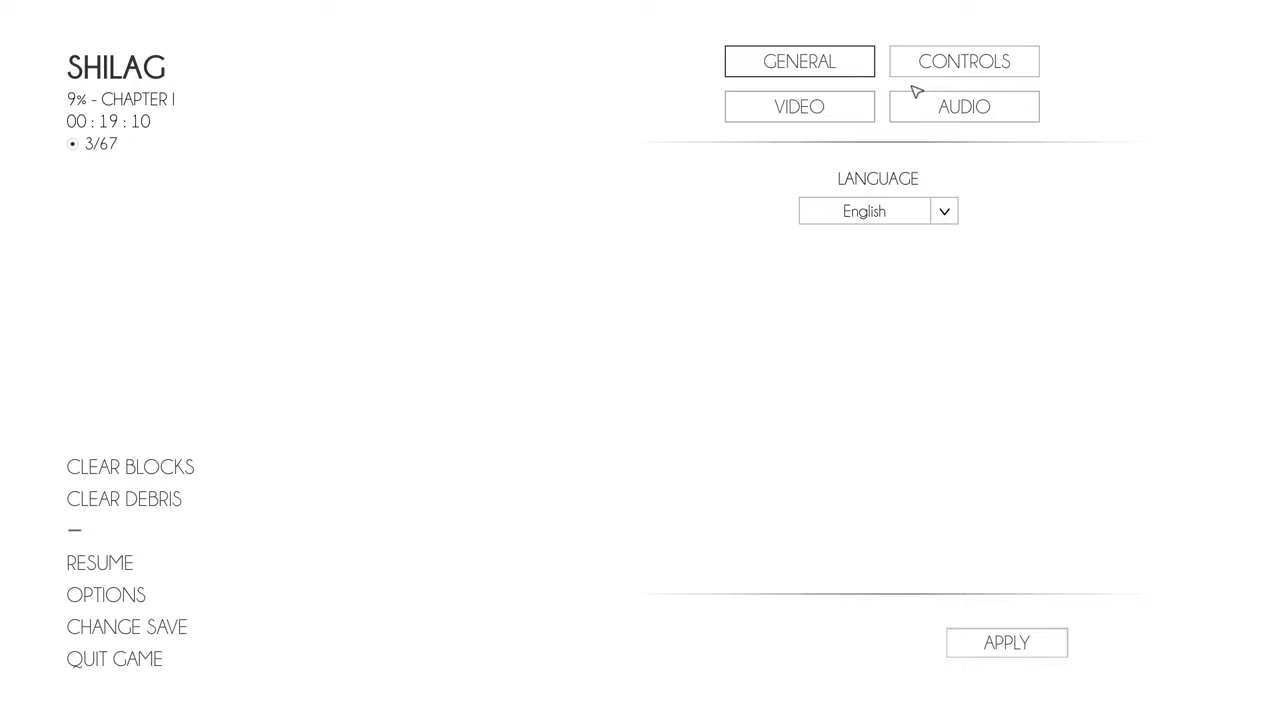 SHILAG
9% - CHAPTER I
00 : 19 : 10
3/67
CLEAR BLOCKS
CLEAR DEBRIS
—
RESUME
OPTIONS
CHANGE SAVE
QUIT GAME
GENERAL
CONTROLS
VIDEO
AUDIO
LANGUAGE
English
APPLY